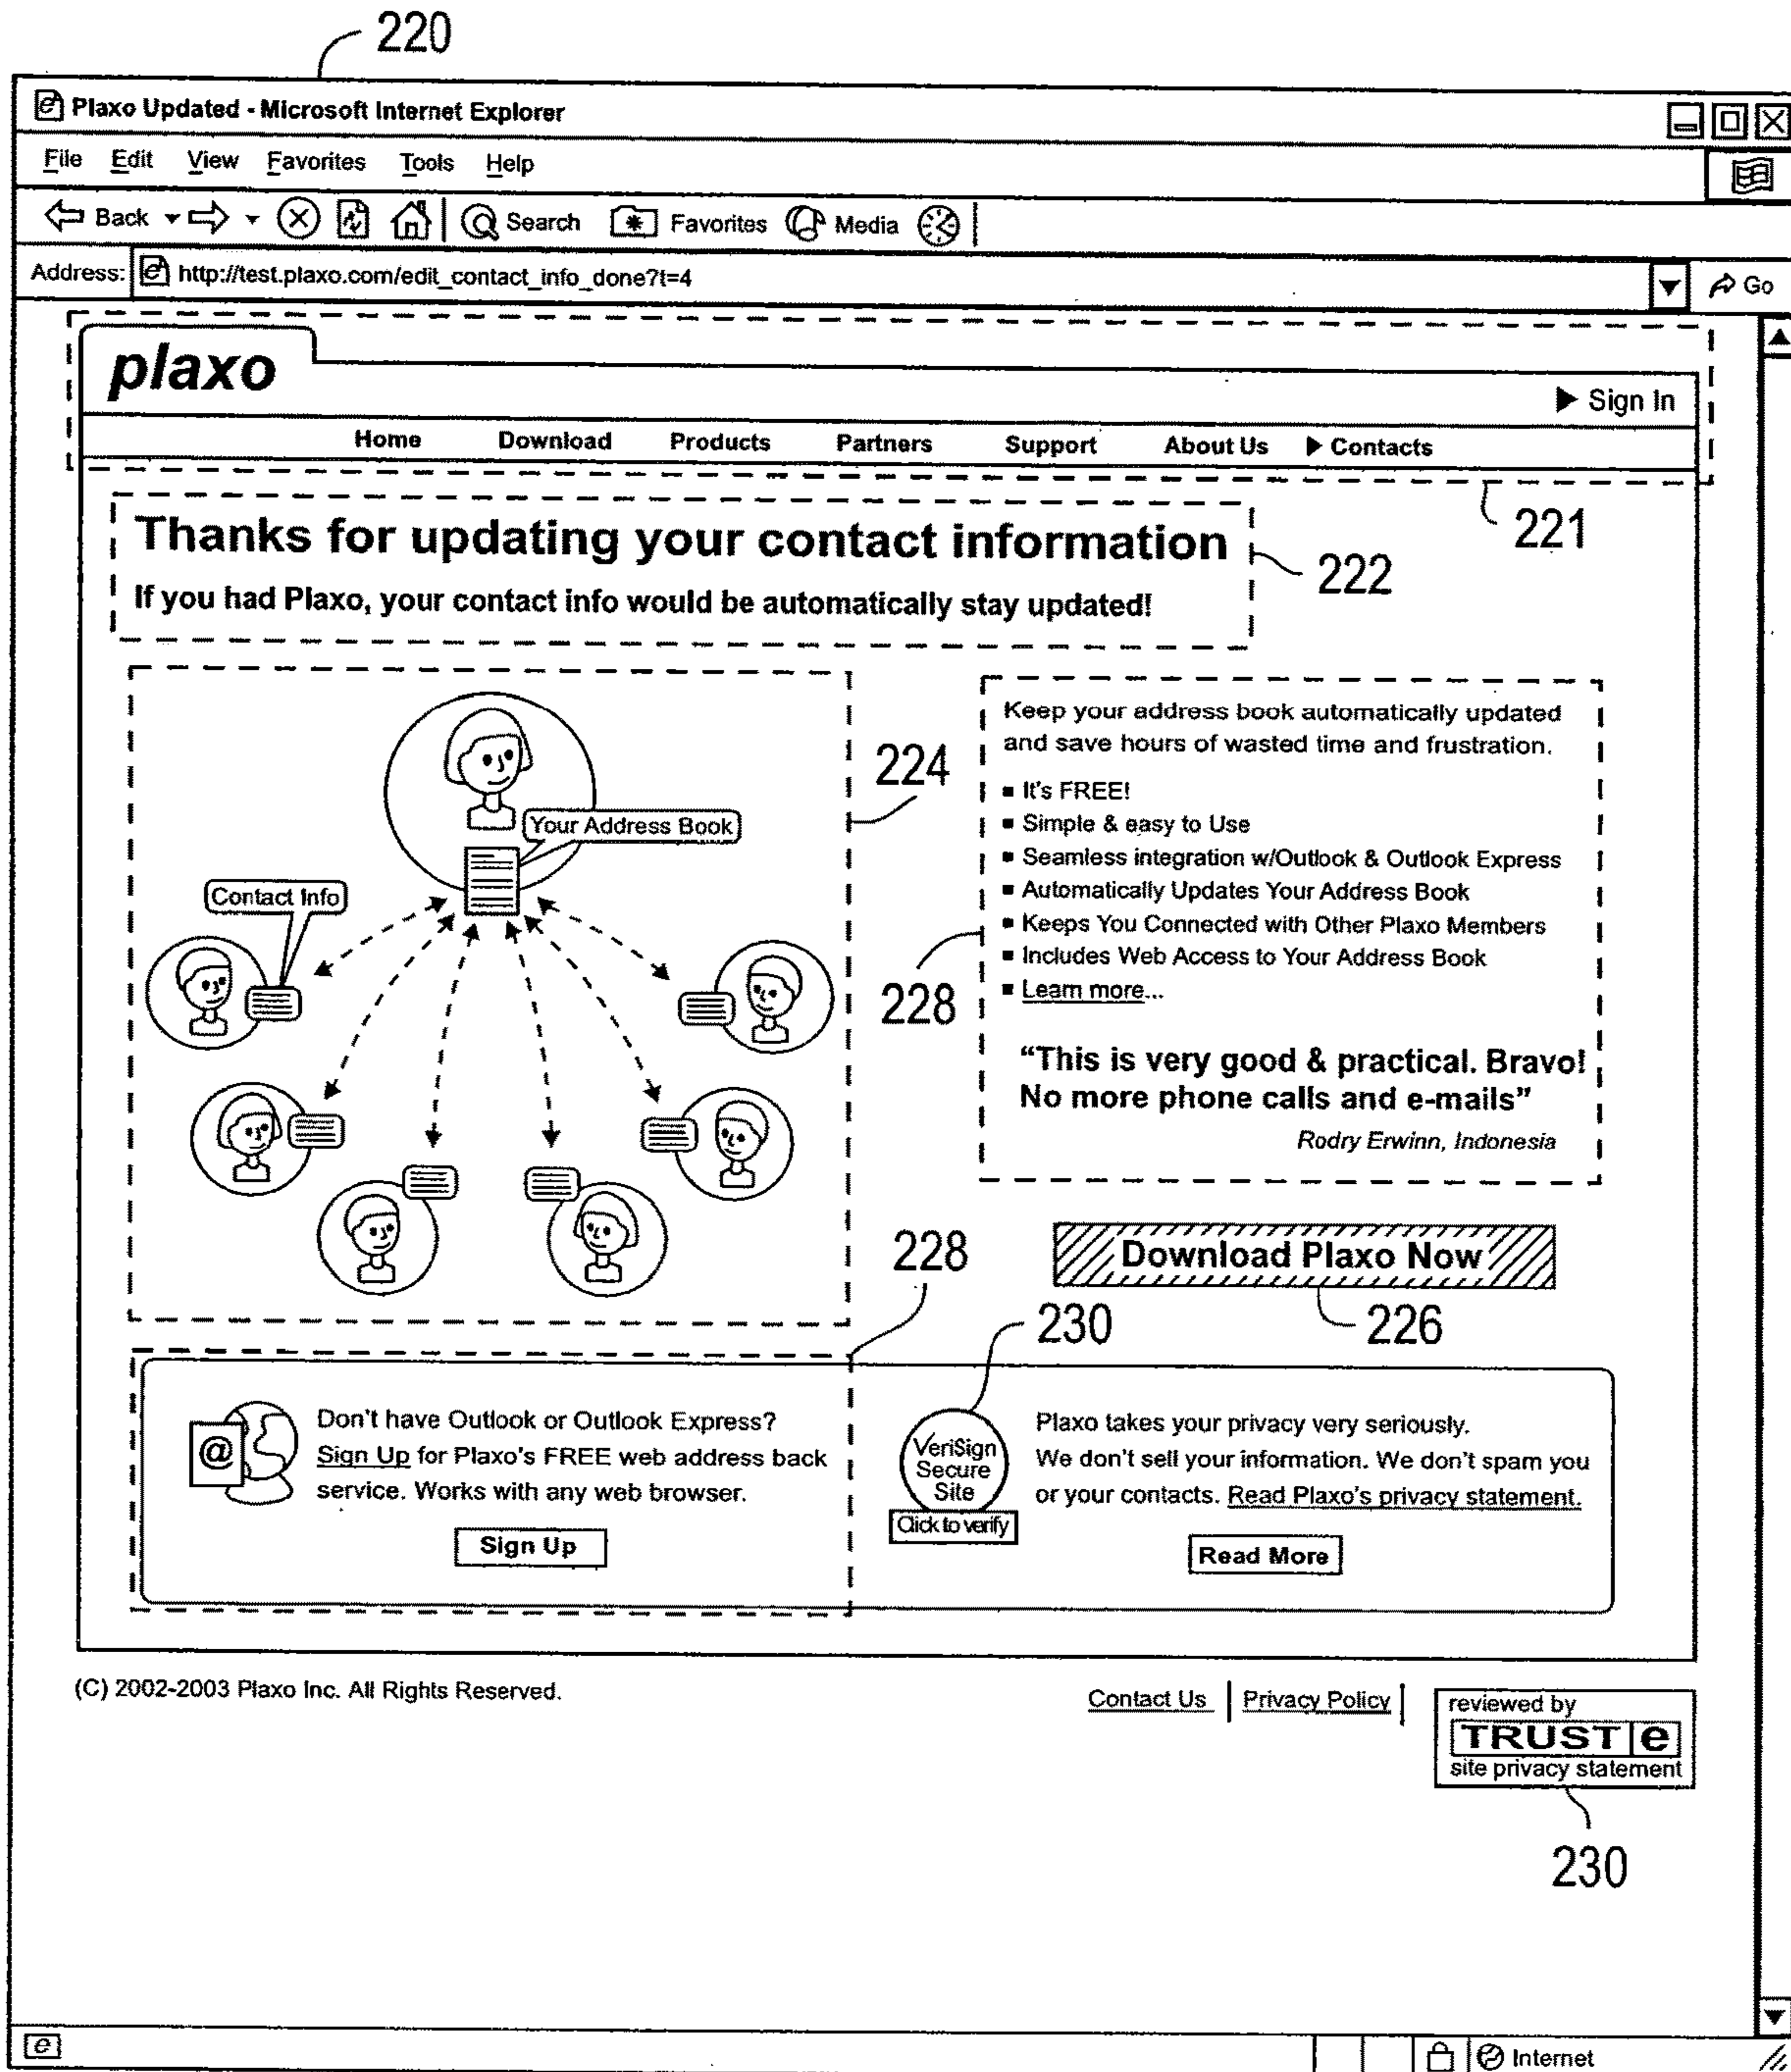 220
Plaxo Updated - Microsoft Internet Explorer
File Edit View Favorites Tools Help
Back Search Favorites Media
Address: http://test.plaxo.com/edit_contact_info_done?t=4 Go
plaxo
Sign In
Home Download Products Partners Support About Us Contacts
221
Thanks for updating your contact information
If you had Plaxo, your contact info would be automatically stay updated!
222
Your Address Book
Contact Info
224
Keep your address book automatically updated
and save hours of wasted time and frustration.
It's FREE!
Simple & easy to Use
Seamless integration w/Outlook & Outlook Express
Automatically Updates Your Address Book
Keeps You Connected with Other Plaxo Members
Includes Web Access to Your Address Book
Learn more...
228
“This is very good & practical. Bravo!
No more phone calls and e-mails”
Rodry Erwinn, Indonesia
Download Plaxo Now
226
228
230
@
Don't have Outlook or Outlook Express?
Sign Up for Plaxo's FREE web address back
service. Works with any web browser.
Sign Up
VeriSign
Secure
Site
Click to verify
Plaxo takes your privacy very seriously.
We don't sell your information. We don't spam you
or your contacts. Read Plaxo's privacy statement.
Read More
(C) 2002-2003 Plaxo Inc. All Rights Reserved.
Contact Us | Privacy Policy |
reviewed by
TRUST e
site privacy statement
230
e
Internet